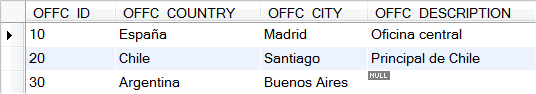 OFFC_ID OFFC_COUNTRY OFFC_CITY OFFC_DESCRIPTION
10 España Madrid Oficina central
20 Chile Santiago Principal de Chile
30 Argentina Buenos Aires NULL